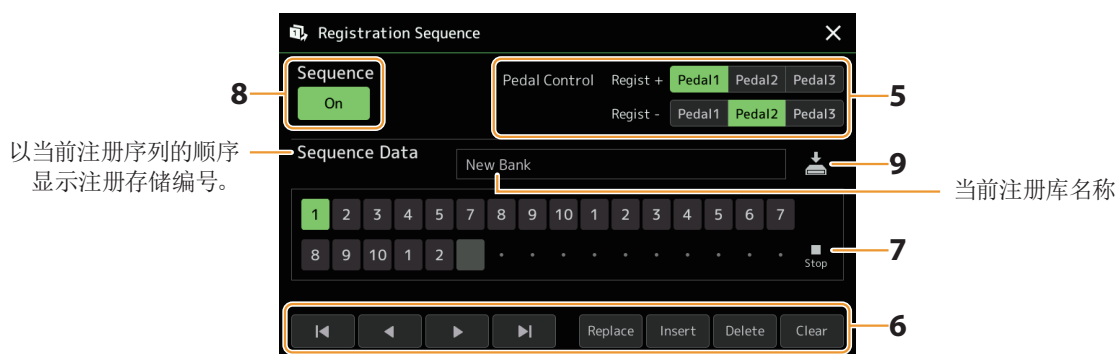 Registration Sequence
Sequence
On
8
Pedal Control Regist + Pedal1 Pedal2 Pedal3
Regist - Pedal1 Pedal2 Pedal3
5
以当前注册序列的顺序
显示注册存储编号。
Sequence Data
New Bank
9
当前注册库名称
1 2 3 4 5 7 8 9 10 1 2 3 4 5 6 7
8 9 10 1 2
Stop
7
Replace Insert Delete Clear
6